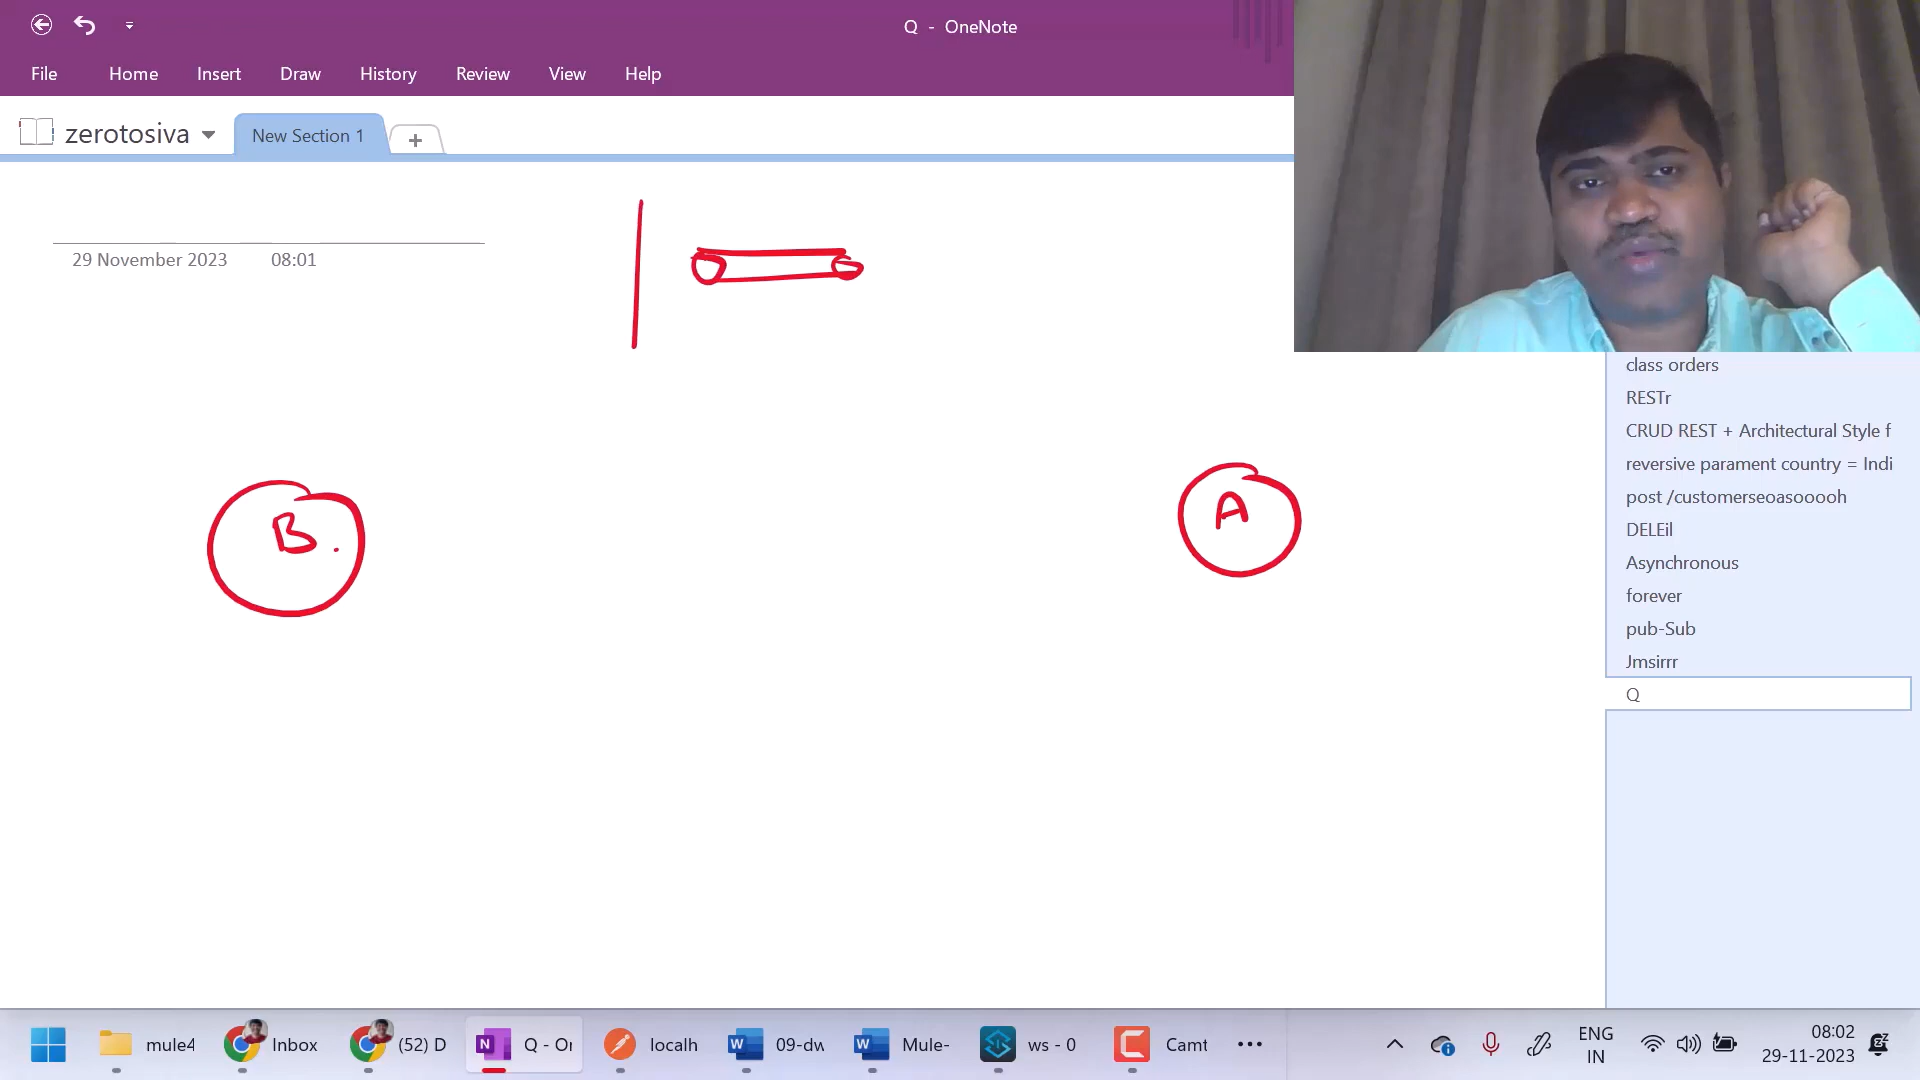 Q - OneNote
File Home Insert Draw History Review View Help
zerotosiva New Section 1 +
29 November 2023 08:01
B.
A
class orders
RESTr
CRUD REST + Architectural Style f
reversive parament country = Indi
post /customerseoasooooh
DELEil
Asynchronous
forever
pub-Sub
Jmsirrr
Q
mule4 Inbox (52) D Q - Or localh 09-dw Mule- ws - 0 Camt
ENG
IN
08:02
29-11-2023